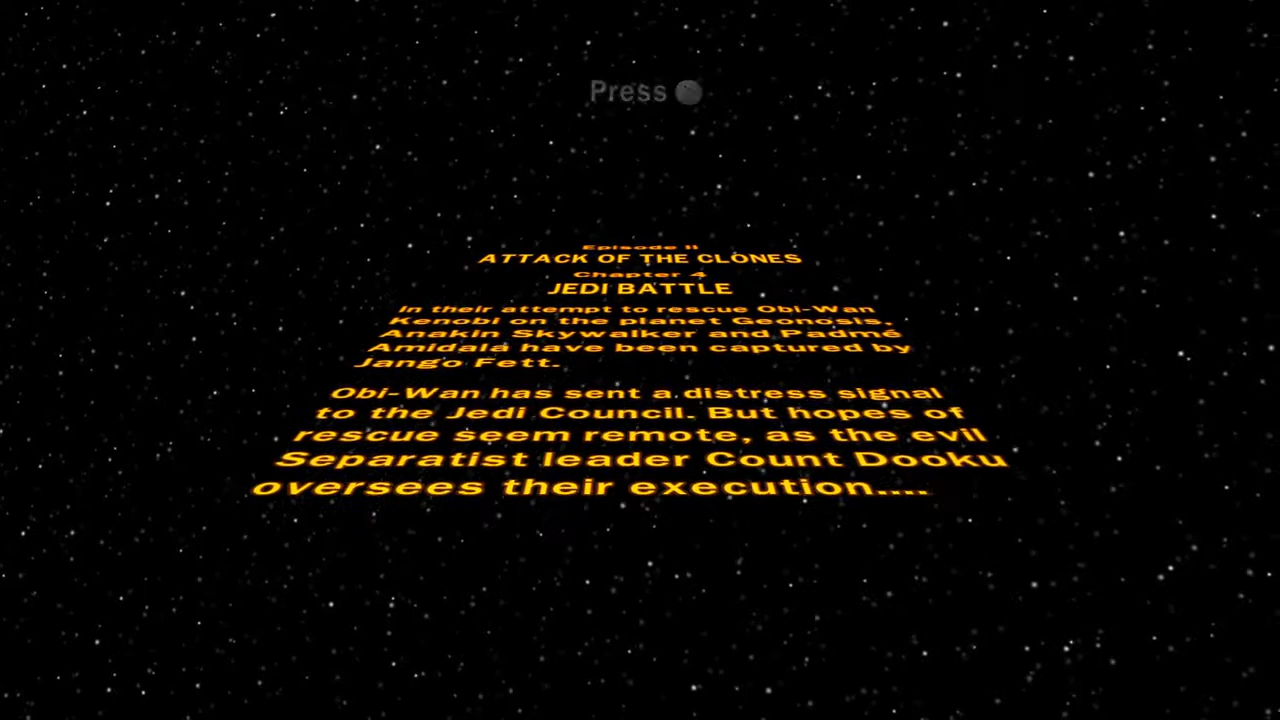 Press
Episode II
ATTACK OF THE CLONES
Chapter 4
JEDI BATTLE
In their attempt to rescue Obi-Wan
Kenobi on the planet Geonosis,
Anakin Skywalker and Padmé
Amidala have been captured by
Jango Fett.
Obi-Wan has sent a distress signal
to the Jedi Council. But hopes of
rescue seem remote, as the evil
Separatist leader Count Dooku
oversees their execution....